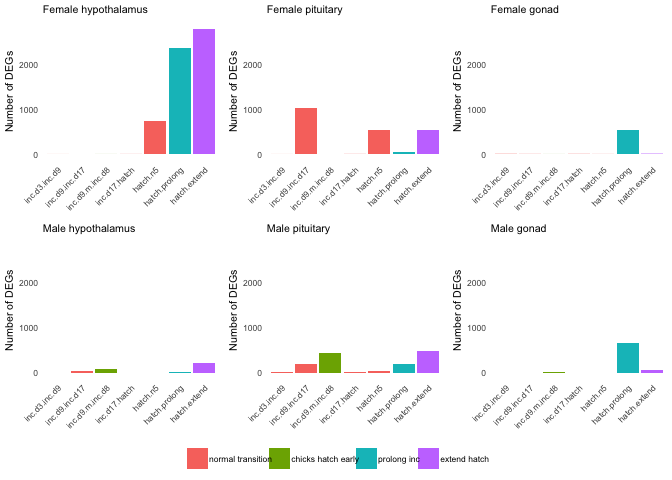 Female hypothalamus
Number of DEGs
2000
1000
0
inc.d3.inc.d9
inc.d9.inc.d17
inc.d9.m.inc.d8
inc.d17.hatch
hatch.n5
hatch.prolong
hatch.extend
Female pituitary
Number of DEGs
2000
1000
0
inc.d3.inc.d9
inc.d9.inc.d17
inc.d9.m.inc.d8
inc.d17.hatch
hatch.n5
hatch.prolong
hatch.extend
Female gonad
Number of DEGs
2000
1000
0
inc.d3.inc.d9
inc.d9.inc.d17
inc.d9.m.inc.d8
inc.d17.hatch
hatch.n5
hatch.prolong
hatch.extend
Male hypothalamus
Number of DEGs
2000
1000
0
inc.d3.inc.d9
inc.d9.inc.d17
inc.d9.m.inc.d8
inc.d17.hatch
hatch.n5
hatch.prolong
hatch.extend
Male pituitary
Number of DEGs
2000
1000
0
inc.d3.inc.d9
inc.d9.inc.d17
inc.d9.m.inc.d8
inc.d17.hatch
hatch.n5
hatch.prolong
hatch.extend
Male gonad
Number of DEGs
2000
1000
0
inc.d3.inc.d9
inc.d9.inc.d17
inc.d9.m.inc.d8
inc.d17.hatch
hatch.n5
hatch.prolong
hatch.extend
normal transition chicks hatch early prolong inc extend hatch